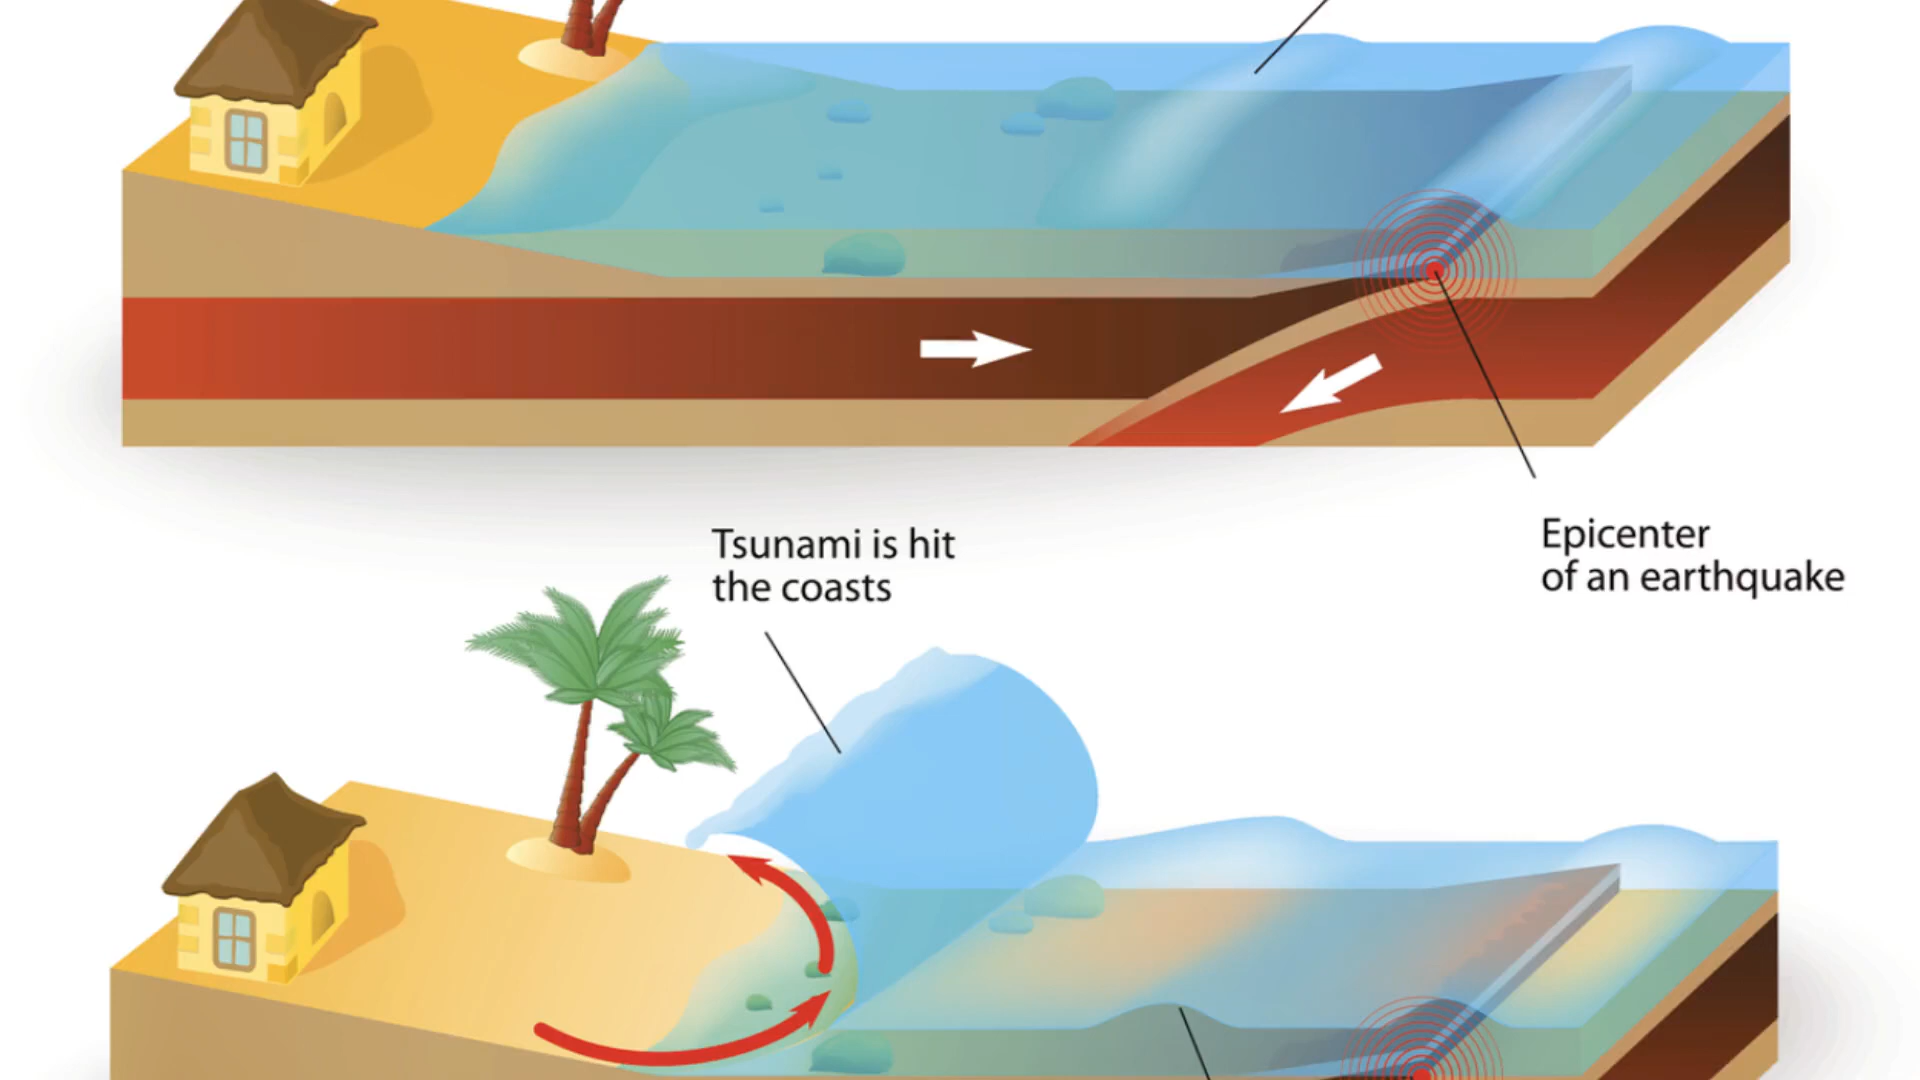 Tsunami is hit
the coasts
Epicenter
of an earthquake